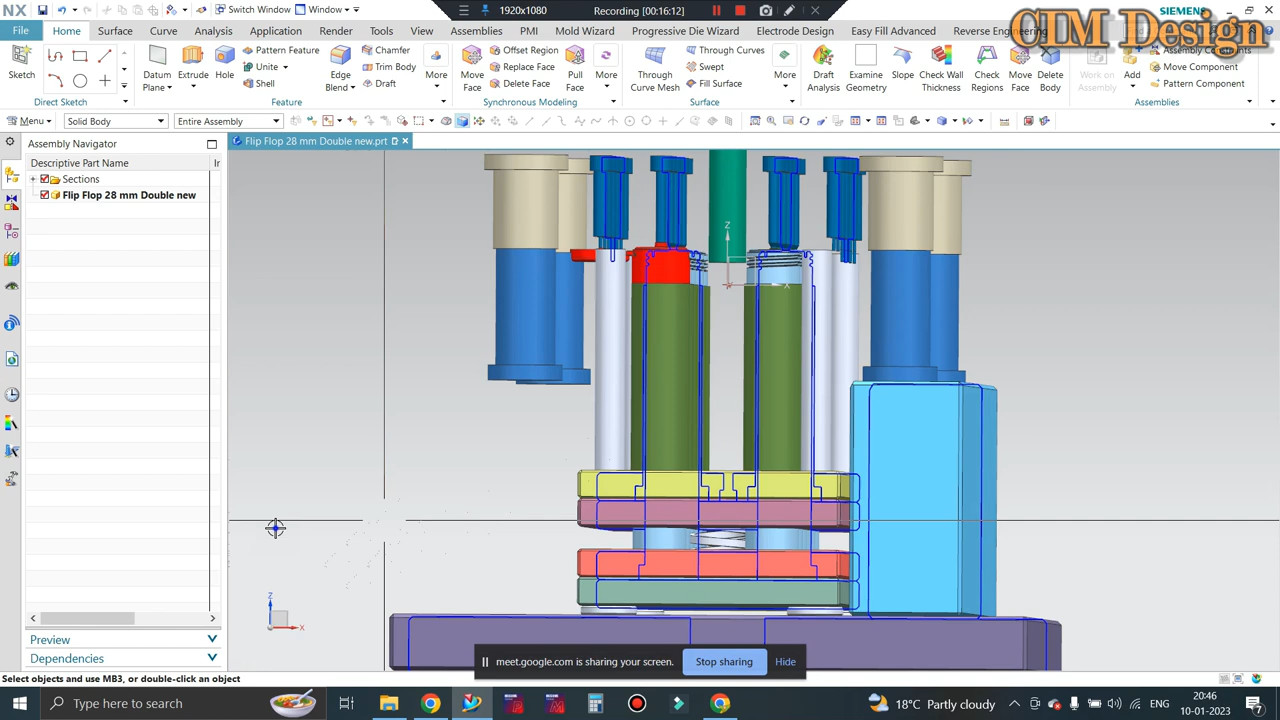 NX
Switch Window
Window
1920x1080
Recording [00:16:12]
SIEMENS
CIM Design
File
Home
Surface
Curve
Analysis
Application
Render
Tools
View
Assemblies
PMI
Mold Wizard
Progressive Die Wizard
Electrode Design
Easy Fill Advanced
Reverse Engineering
Sketch
Direct Sketch
Datum Plane
Extrude
Hole
Pattern Feature
Unite
Shell
Edge Blend
Chamfer
Trim Body
Draft
More
Feature
Move Face
Offset Region
Replace Face
Delete Face
Pull Face
More
Synchronous Modeling
Through Curve Mesh
Through Curves
Swept
Fill Surface
More
Surface
Draft Analysis
Examine Geometry
Slope
Check Wall Thickness
Check Regions
Move Face
Delete Body
Work on Assembly
Add
Assembly Constraints
Move Component
Pattern Component
Assemblies
Menu
Solid Body
Entire Assembly
Assembly Navigator
Flip Flop 28 mm Double new.prt
Descriptive Part Name
Ir
Sections
Flip Flop 28 mm Double new
Z
X
Z
X
Preview
Dependencies
meet.google.com is sharing your screen.
Stop sharing
Hide
Select objects and use MB3, or double-click an object
Type here to search
18°C Partly cloudy
ENG
20:46
10-01-2023